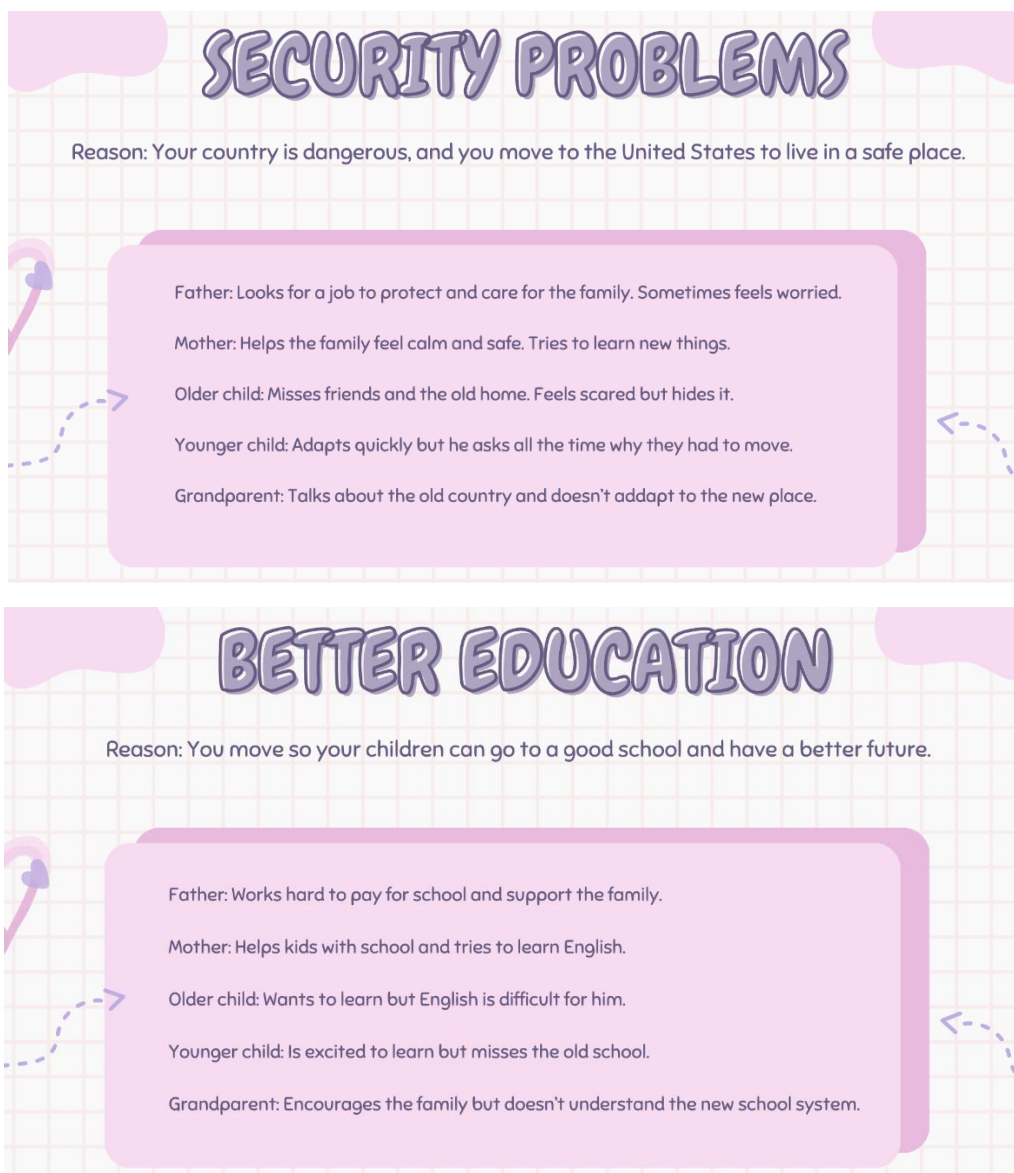 SECURITY PROBLEMS
Reason: Your country is dangerous, and you move to the United States to live in a safe place.
Father: Looks for a job to protect and care for the family. Sometimes feels worried.
Mother: Helps the family feel calm and safe. Tries to learn new things.
Older child: Misses friends and the old home. Feels scared but hides it.
Younger child: Adapts quickly but he asks all the time why they had to move.
Grandparent: Talks about the old country and doesn't addapt to the new place.
BETTER EDUCATION
Reason: You move so your children can go to a good school and have a better future.
Father: Works hard to pay for school and support the family.
Mother: Helps kids with school and tries to learn English.
Older child: Wants to learn but English is difficult for him.
Younger child: Is excited to learn but misses the old school.
Grandparent: Encourages the family but doesn't understand the new school system.